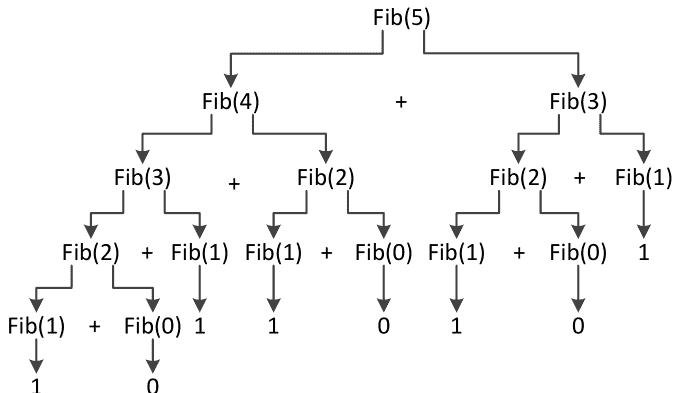 Fib(5)
Fib(4) + Fib(3)
Fib(3) + Fib(2) Fib(2) + Fib(1)
Fib(2) + Fib(1) Fib(1) + Fib(0) Fib(1) + Fib(0) 1
Fib(1) + Fib(0) 1 1 0 1 0
1 0